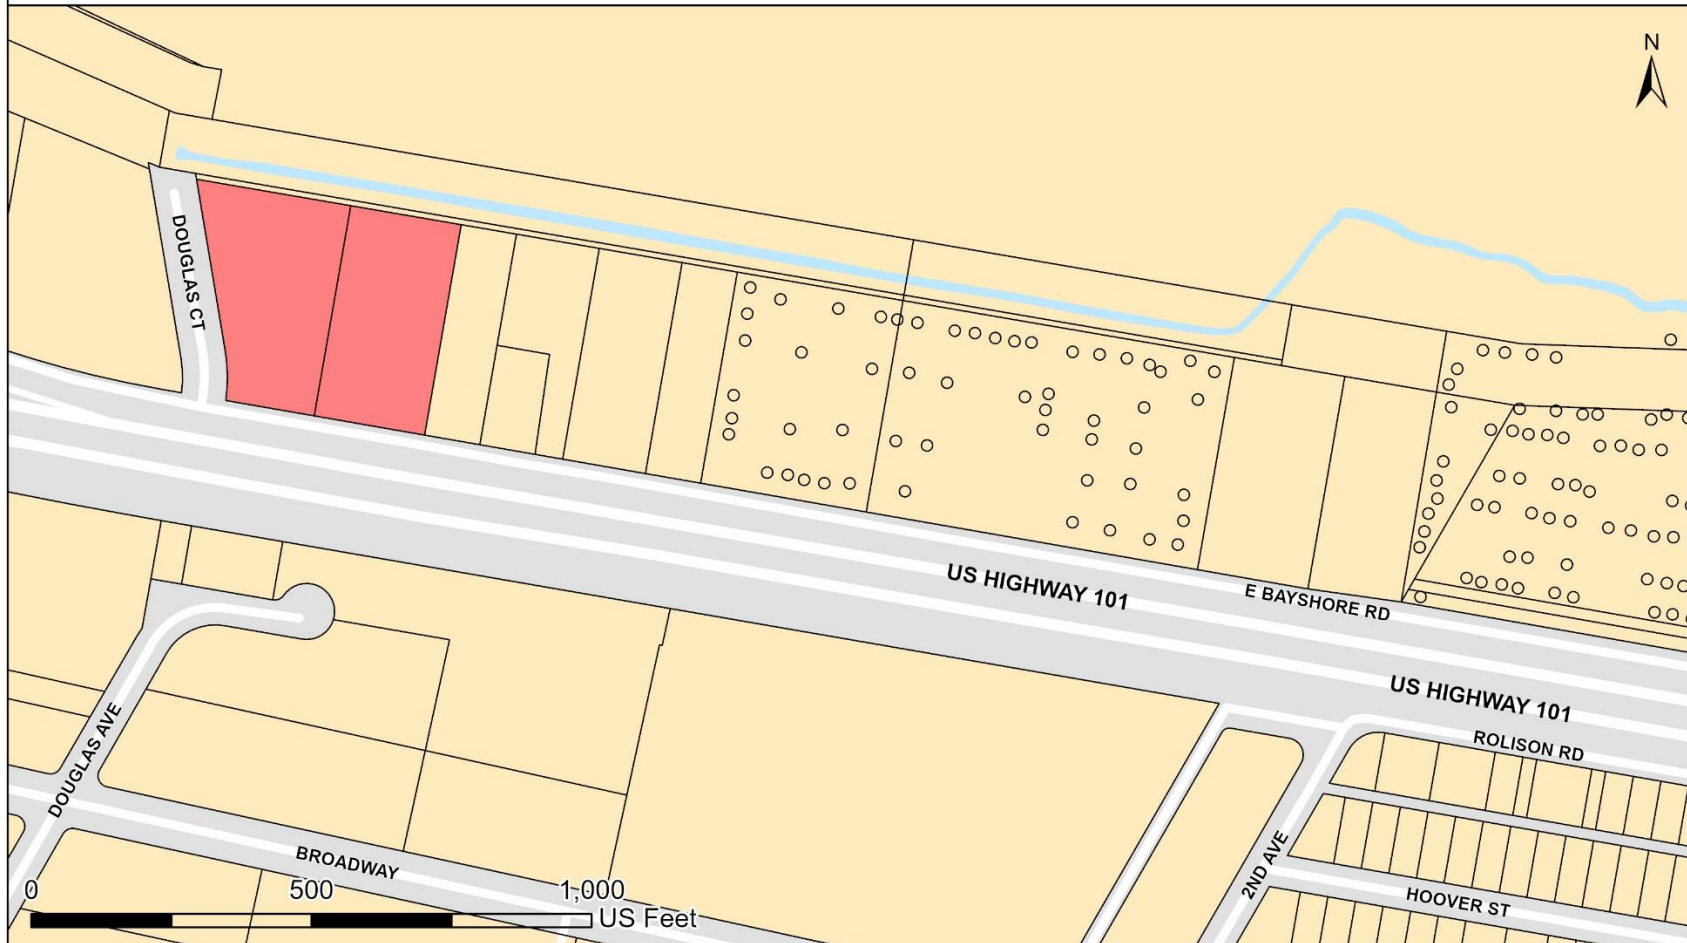 N
DOUGLAS CT
US HIGHWAY 101
E BAYSHORE RD
US HIGHWAY 101
ROLISON RD
DOUGLAS AVE
BROADWAY
2ND AVE
HOOVER ST
0 500 1,000
US Feet